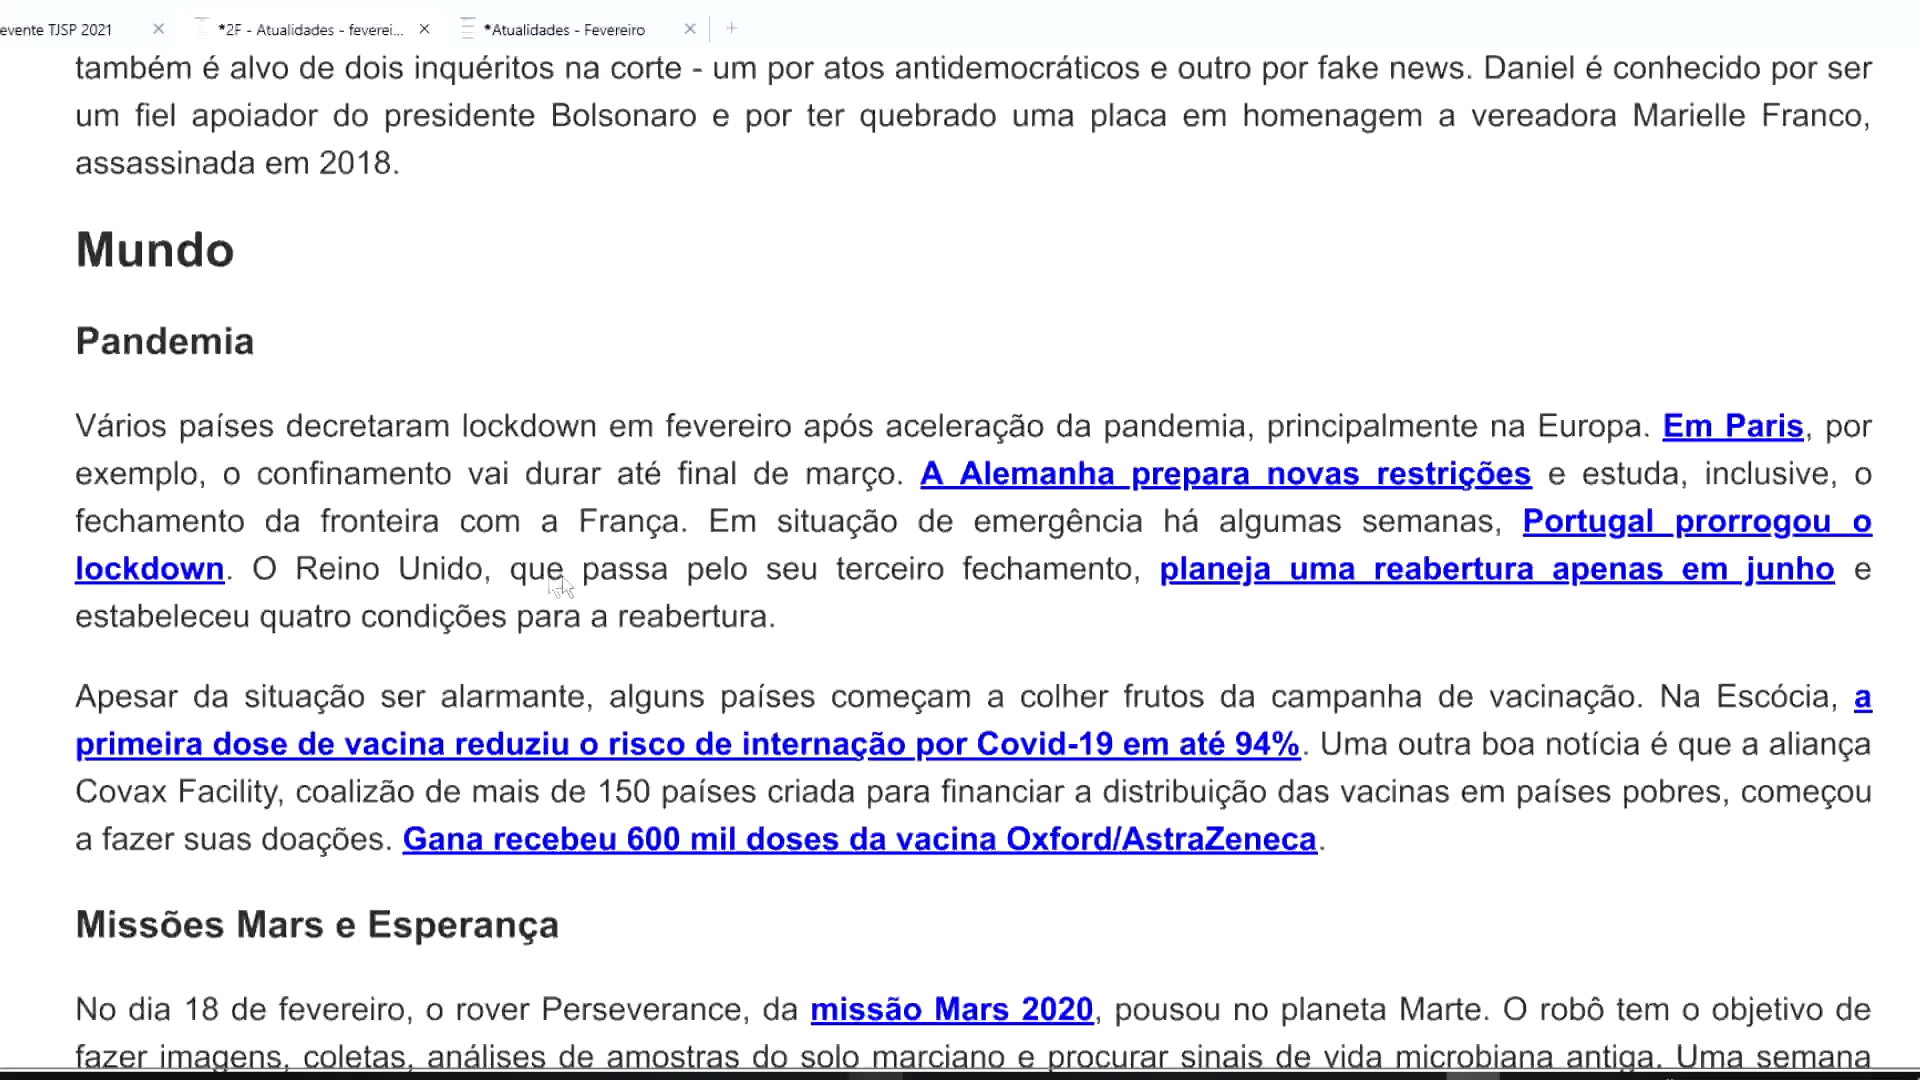 evente TJSP 2021
*2F - Atualidades - feverei...
*Atualidades - Fevereiro
também é alvo de dois inquéritos na corte - um por atos antidemocráticos e outro por fake news. Daniel é conhecido por ser
um fiel apoiador do presidente Bolsonaro e por ter quebrado uma placa em homenagem a vereadora Marielle Franco,
assassinada em 2018.
Mundo
Pandemia
Vários países decretaram lockdown em fevereiro após aceleração da pandemia, principalmente na Europa. Em Paris, por
exemplo, o confinamento vai durar até final de março. A Alemanha prepara novas restrições e estuda, inclusive, o
fechamento da fronteira com a França. Em situação de emergência há algumas semanas, Portugal prorrogou o
lockdown. O Reino Unido, que passa pelo seu terceiro fechamento, planeja uma reabertura apenas em junho e
estabeleceu quatro condições para a reabertura.
Apesar da situação ser alarmante, alguns países começam a colher frutos da campanha de vacinação. Na Escócia, a
primeira dose de vacina reduziu o risco de internação por Covid-19 em até 94%. Uma outra boa notícia é que a aliança
Covax Facility, coalizão de mais de 150 países criada para financiar a distribuição das vacinas em países pobres, começou
a fazer suas doações. Gana recebeu 600 mil doses da vacina Oxford/AstraZeneca.
Missões Mars e Esperança
No dia 18 de fevereiro, o rover Perseverance, da missão Mars 2020, pousou no planeta Marte. O robô tem o objetivo de
fazer imagens, coletas, análises de amostras do solo marciano e procurar sinais de vida microbiana antiga. Uma semana